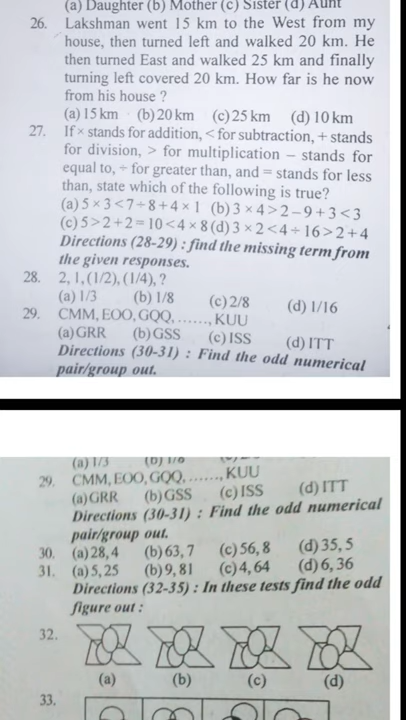 (a) Daughter (b) Mother (c) Sister (d) Aunt
26. Lakshman went 15 km to the West from my
house, then turned left and walked 20 km. He
then turned East and walked 25 km and finally
turning left covered 20 km. How far is he now
from his house ?
(a) 15 km (b) 20 km (c) 25 km (d) 10 km
27. If × stands for addition, < for subtraction, + stands
for division, > for multiplication – stands for
equal to, ÷ for greater than, and = stands for less
than, state which of the following is true?
(a) 5 × 3 < 7 ÷ 8 + 4 × 1 (b) 3 × 4 > 2 – 9 + 3 < 3
(c) 5 > 2 + 2 = 10 < 4 × 8 (d) 3 × 2 < 4 ÷ 16 > 2 + 4
Directions (28-29) : find the missing term from
the given responses.
28. 2, 1, (1/2), (1/4), ?
(a) 1/3 (b) 1/8 (c) 2/8 (d) 1/16
29. CMM, EOO, GQQ, ......., KUU
(a) GRR (b) GSS (c) ISS (d) ITT
Directions (30-31) : Find the odd numerical
pair/group out.
(a) 1/3 (b) 1/8
29. CMM, EOO, GQQ, ......., KUU
(a) GRR (b) GSS (c) ISS (d) ITT
Directions (30-31) : Find the odd numerical
pair/group out.
30. (a) 28, 4 (b) 63, 7 (c) 56, 8 (d) 35, 5
31. (a) 5, 25 (b) 9, 81 (c) 4, 64 (d) 6, 36
Directions (32-35) : In these tests find the odd
figure out :
32.
(a) (b) (c) (d)
33.